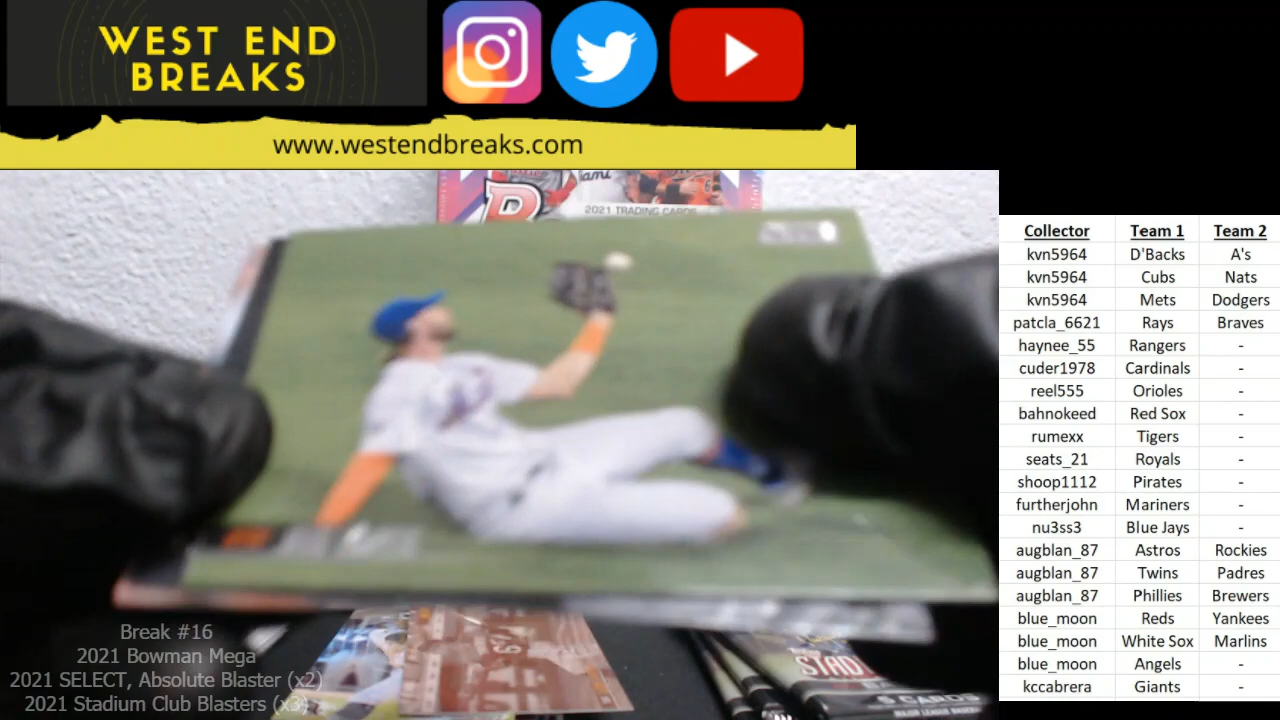 WEST END
BREAKS
www.westendbreaks.com
2021 TRADING CARDS
Collector Team 1 Team 2
kvn5964 D'Backs A's
kvn5964 Cubs Nats
kvn5964 Mets Dodgers
patcla_6621 Rays Braves
haynee_55 Rangers -
cuder1978 Cardinals -
reel555 Orioles -
bahnokeed Red Sox -
rumexx Tigers -
seats_21 Royals -
shoop1112 Pirates -
furtherjohn Mariners -
nu3ss3 Blue Jays -
augblan_87 Astros Rockies
augblan_87 Twins Padres
augblan_87 Phillies Brewers
blue_moon Reds Yankees
blue_moon White Sox Marlins
blue_moon Angels -
kccabrera Giants -
Break #16
2021 Bowman Mega
2021 SELECT, Absolute Blaster (x2)
2021 Stadium Club Blasters (x3)
STAD
5 CARDS